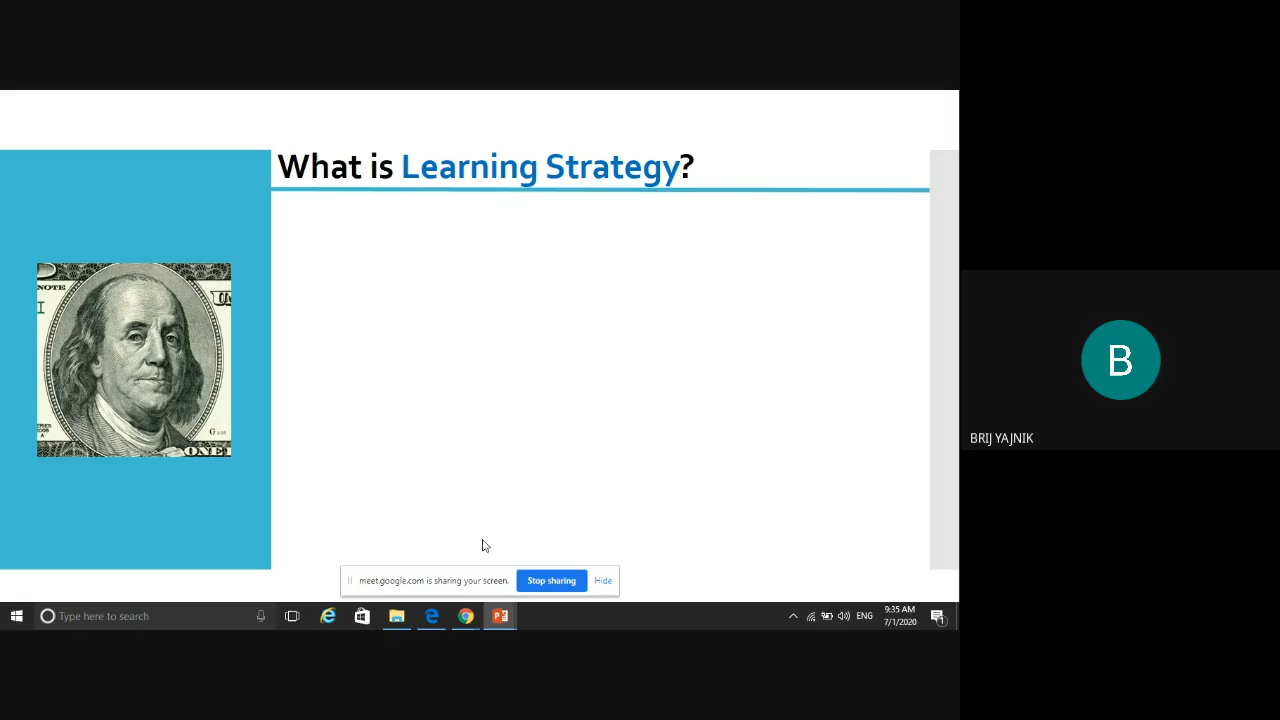 What is Learning Strategy?
NOTE
ONE
meet.google.com is sharing your screen.
Stop sharing
Hide
Type here to search
ENG
9:35 AM
7/1/2020
1
B
BRIJ YAJNIK